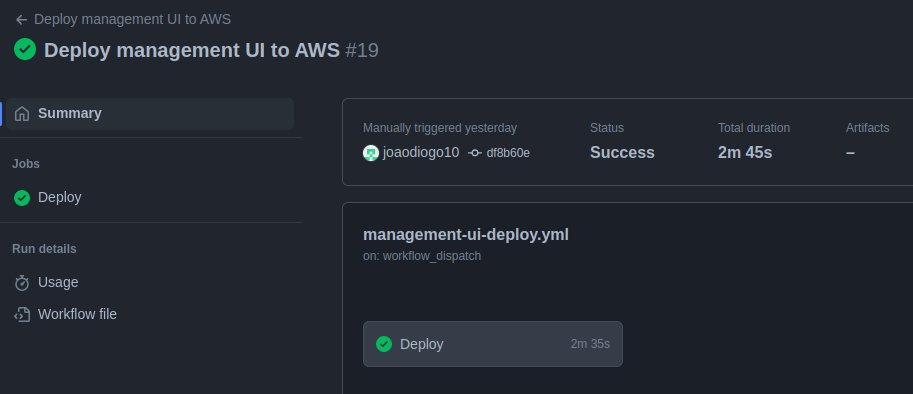 Deploy management UI to AWS
Deploy management UI to AWS #19
Summary
Jobs
Deploy
Run details
Usage
Workflow file
Manually triggered yesterday
joaodiogo10 df8b60e
Status
Success
Total duration
2m 45s
Artifacts
–
management-ui-deploy.yml
on: workflow_dispatch
Deploy 2m 35s